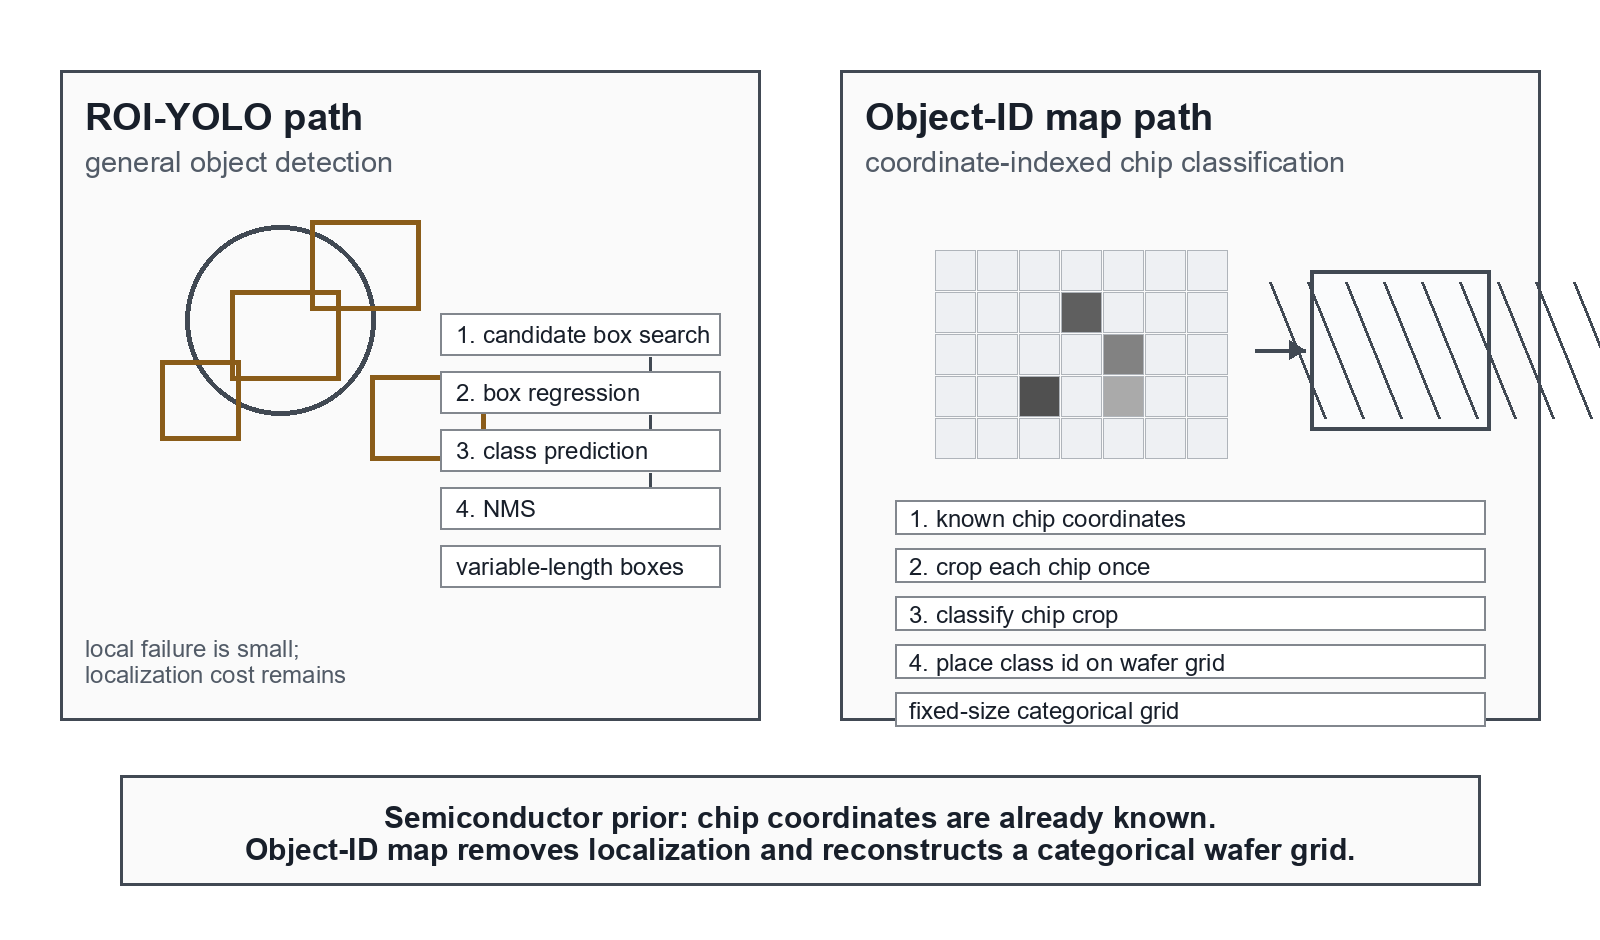 ROI-YOLO path
general object detection
1. candidate box search
2. box regression
3. class prediction
4. NMS
variable-length boxes
local failure is small;
localization cost remains
Object-ID map path
coordinate-indexed chip classification
1. known chip coordinates
2. crop each chip once
3. classify chip crop
4. place class id on wafer grid
fixed-size categorical grid
Semiconductor prior: chip coordinates are already known.
Object-ID map removes localization and reconstructs a categorical wafer grid.